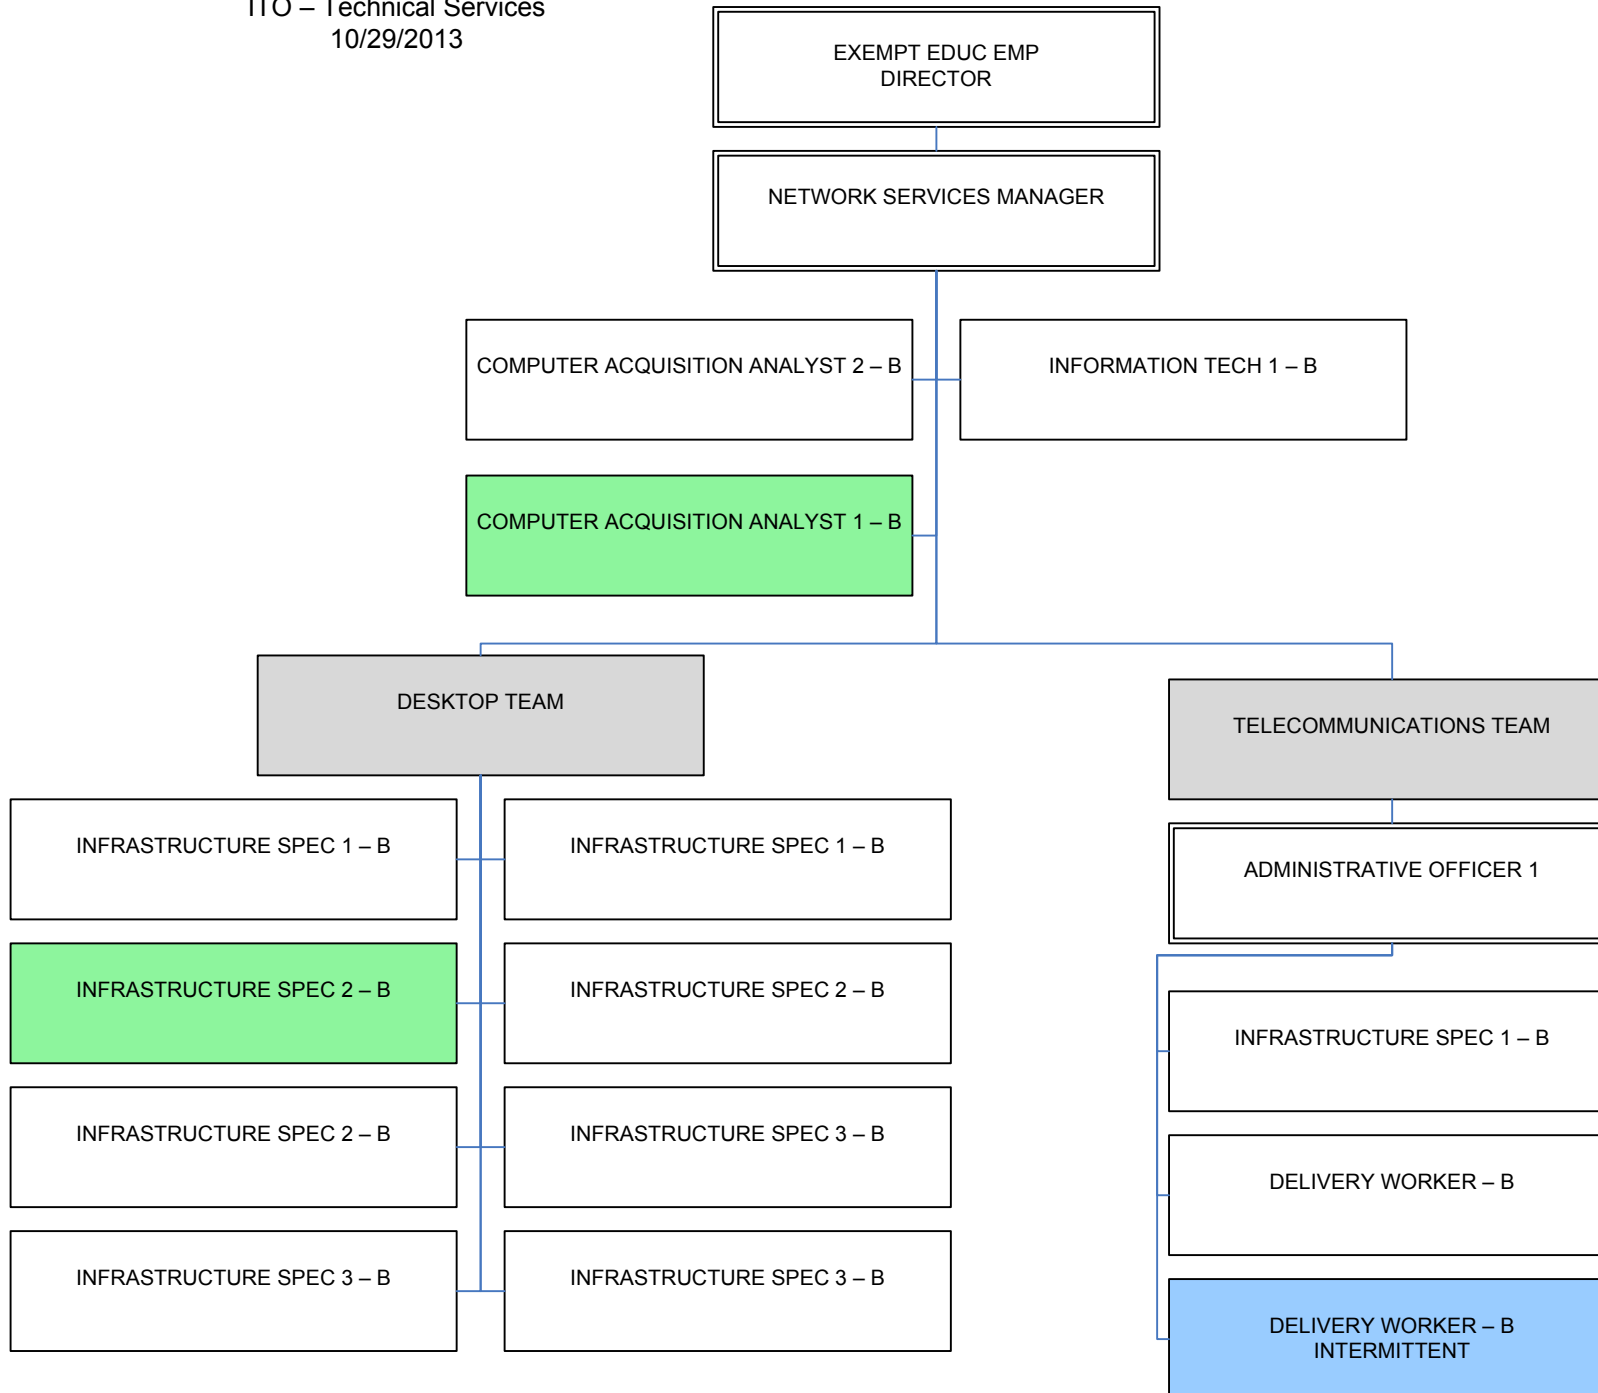 ITO – Technical Services
10/29/2013
EXEMPT EDUC EMP
DIRECTOR
NETWORK SERVICES MANAGER
COMPUTER ACQUISITION ANALYST 2 – B
INFORMATION TECH 1 – B
COMPUTER ACQUISITION ANALYST 1 – B
DESKTOP TEAM
TELECOMMUNICATIONS TEAM
INFRASTRUCTURE SPEC 1 – B
INFRASTRUCTURE SPEC 1 – B
ADMINISTRATIVE OFFICER 1
INFRASTRUCTURE SPEC 2 – B
INFRASTRUCTURE SPEC 2 – B
INFRASTRUCTURE SPEC 1 – B
INFRASTRUCTURE SPEC 2 – B
INFRASTRUCTURE SPEC 3 – B
DELIVERY WORKER – B
INFRASTRUCTURE SPEC 3 – B
INFRASTRUCTURE SPEC 3 – B
DELIVERY WORKER – B
INTERMITTENT